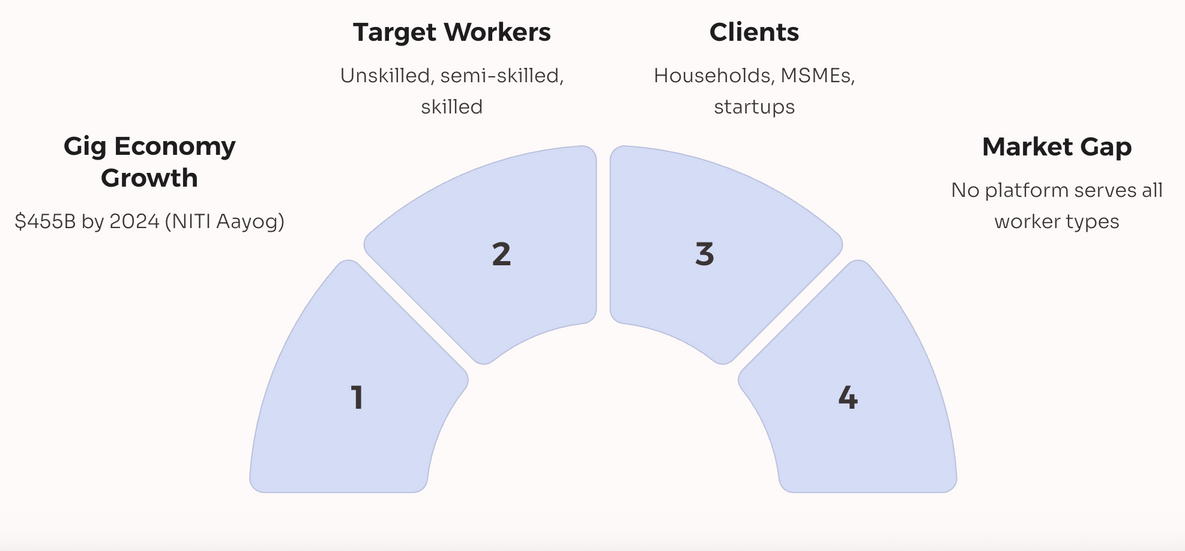 Gig Economy
Growth
$455B by 2024 (NITI Aayog)
1
Target Workers
Unskilled, semi-skilled,
skilled
2
Clients
Households, MSMEs,
startups
3
Market Gap
No platform serves all
worker types
4